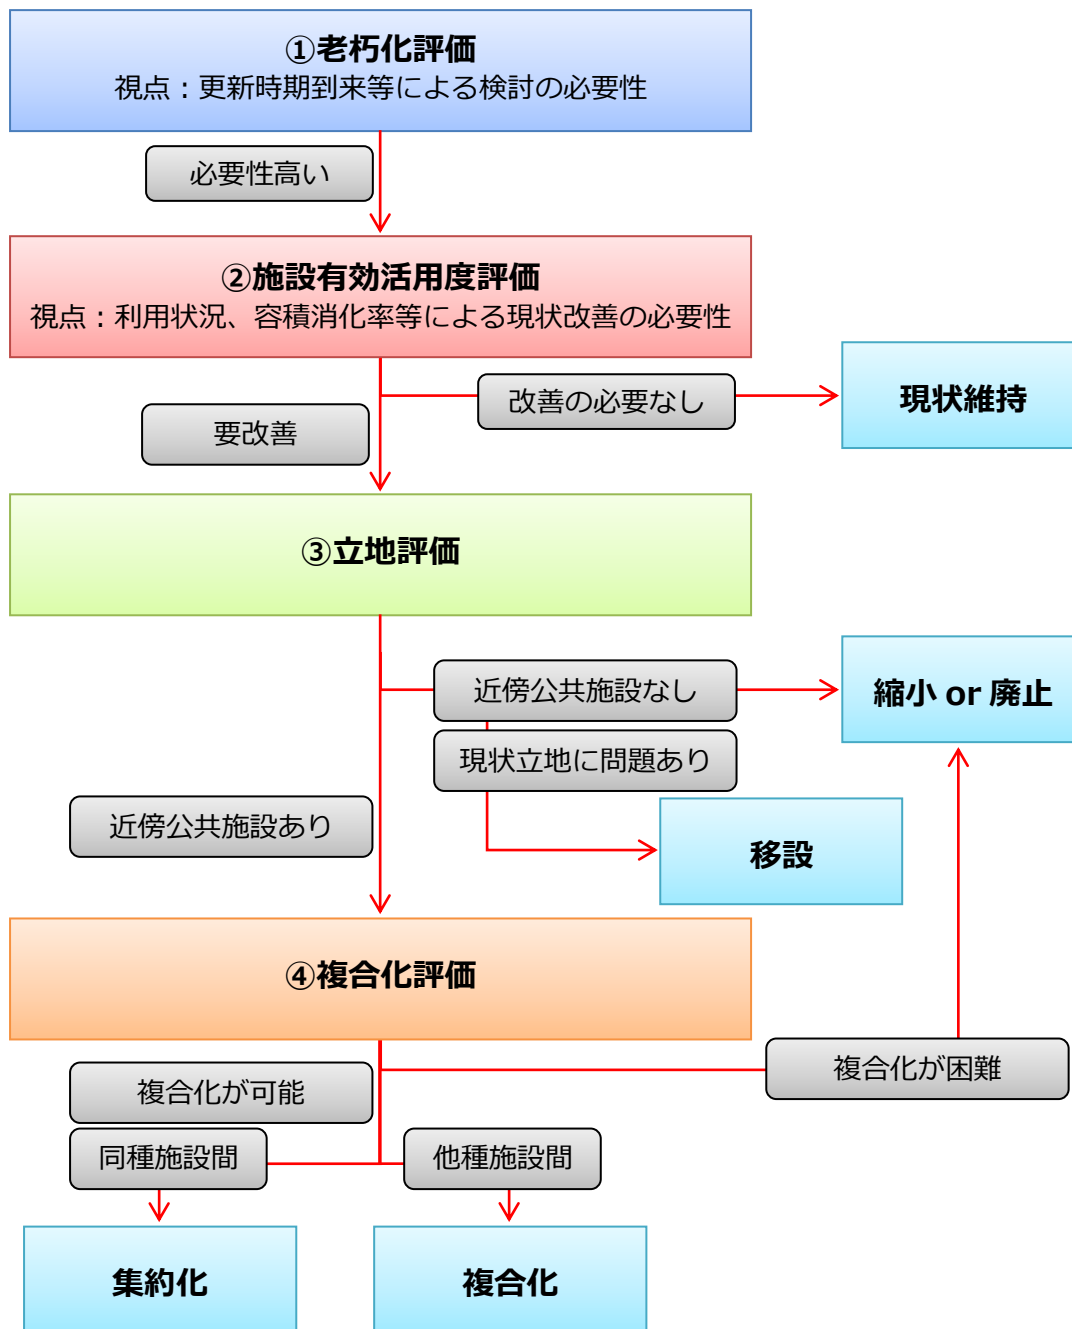 ①老朽化評価
視点：更新時期到来等による検討の必要性
必要性高い
②施設有効活用度評価
視点：利用状況、容積消化率等による現状改善の必要性
改善の必要なし
現状維持
要改善
③立地評価
近傍公共施設なし
縮小 or 廃止
現状立地に問題あり
近傍公共施設あり
移設
④複合化評価
複合化が困難
複合化が可能
同種施設間
他種施設間
集約化
複合化